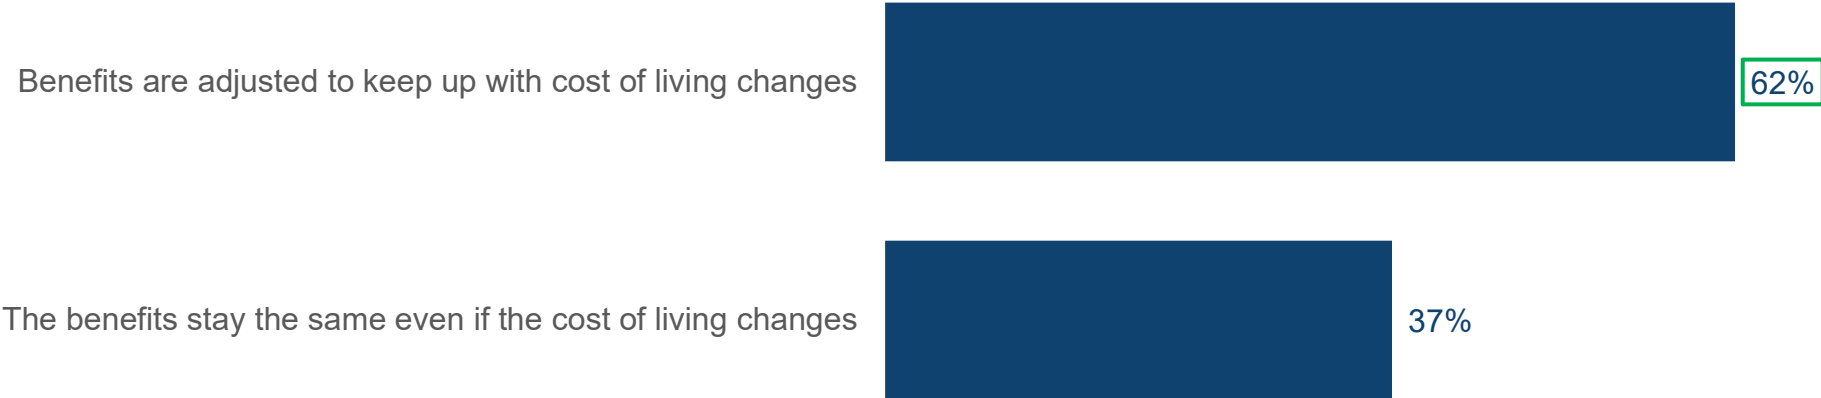 Benefits are adjusted to keep up with cost of living changes
62%
The benefits stay the same even if the cost of living changes
37%